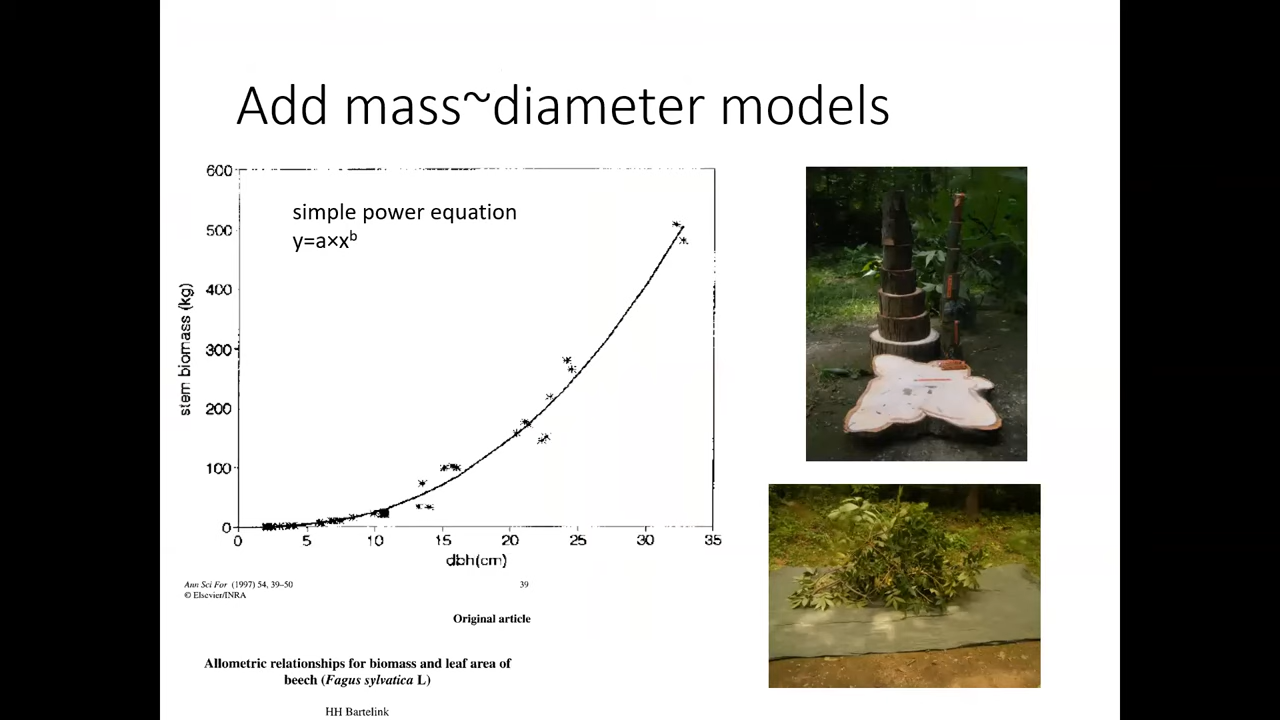 Add mass~diameter models
600
500
400
300
200
100
0
stem biomass (kg)
simple power equation
y=a×xᵇ
0 5 10 15 20 25 30 35
dbh(cm)
Ann Sci For (1997) 54, 39–50
© Elsevier/INRA
39
Original article
Allometric relationships for biomass and leaf area of
beech (Fagus sylvatica L)
HH Bartelink